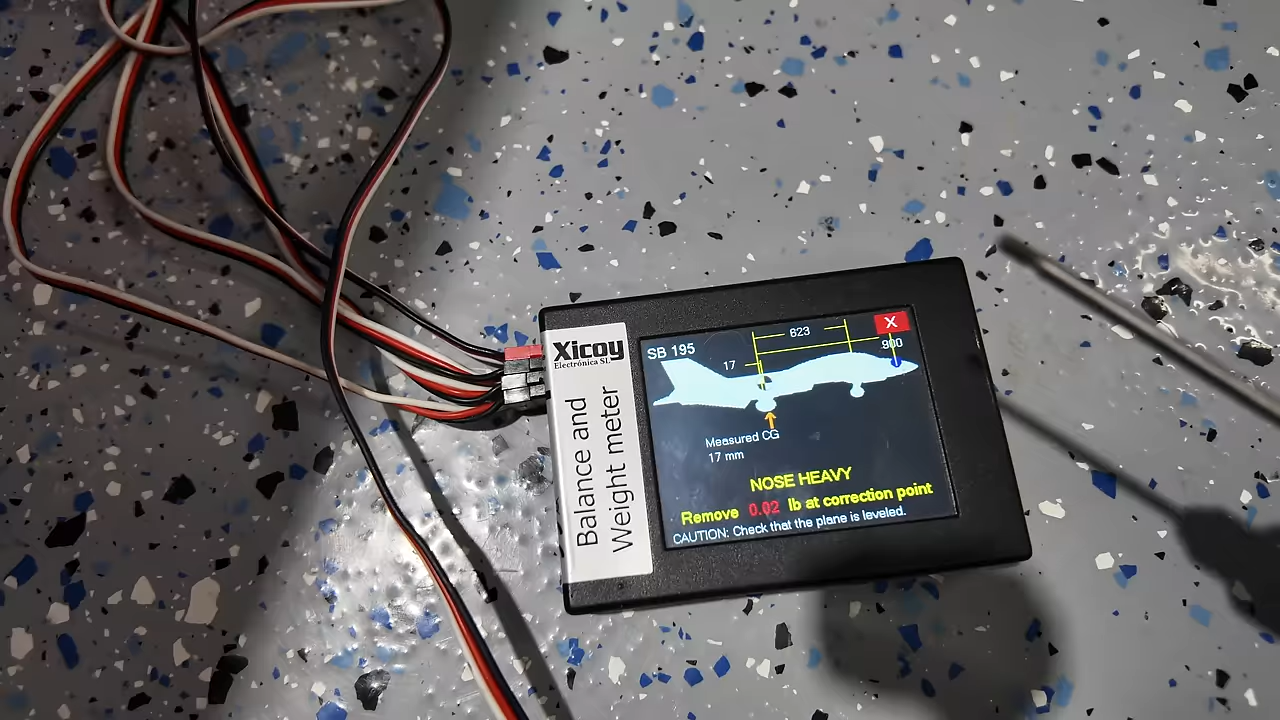 Xicoy
Electrónica SL
Balance and
Weight meter
SB 195
623
X
900
17
Measured CG
17 mm
NOSE HEAVY
Remove 0.02 lb at correction point
CAUTION: Check that the plane is leveled.